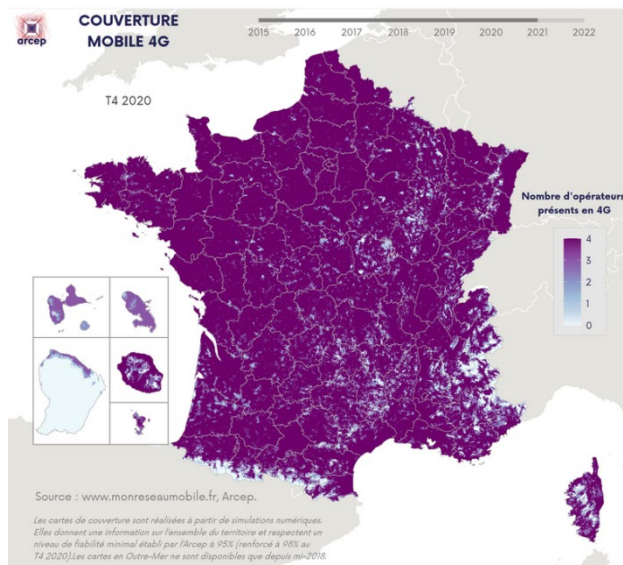 arcep
COUVERTURE
MOBILE 4G
2015 2016 2017 2018 2019 2020 2021 2022
T4 2020
Nombre d'opérateurs
présents en 4G
4
3
2
1
0
Source : www.monreseaumobile.fr, Arcep.
Les cartes de couverture sont réalisées à partir de simulations numériques.
Elles donnent une information sur l'ensemble du territoire et respectent un
niveau de fiabilité minimal établi par l'Arcep à 95% (renforcé à 98% au
T4 2020).Les cartes en Outre-Mer ne sont disponibles que depuis mi-2018.